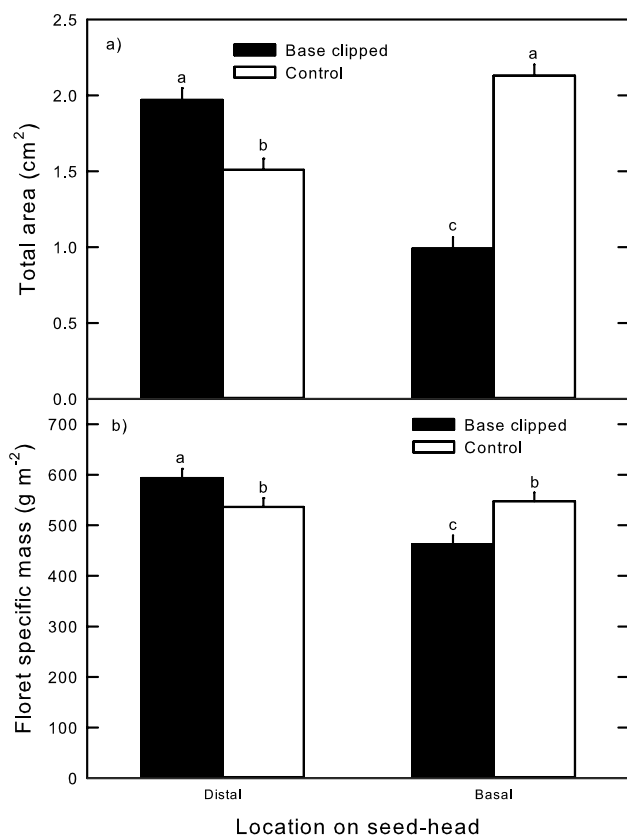 2.5
a)
Base clipped
Control
a
a
2.0
b
1.5
c
1.0
0.5
0.0
Total area (cm²)
700
b)
Base clipped
Control
a
600
b
b
500
c
400
300
200
100
0
Floret specific mass (g m⁻²)
Distal
Basal
Location on seed-head